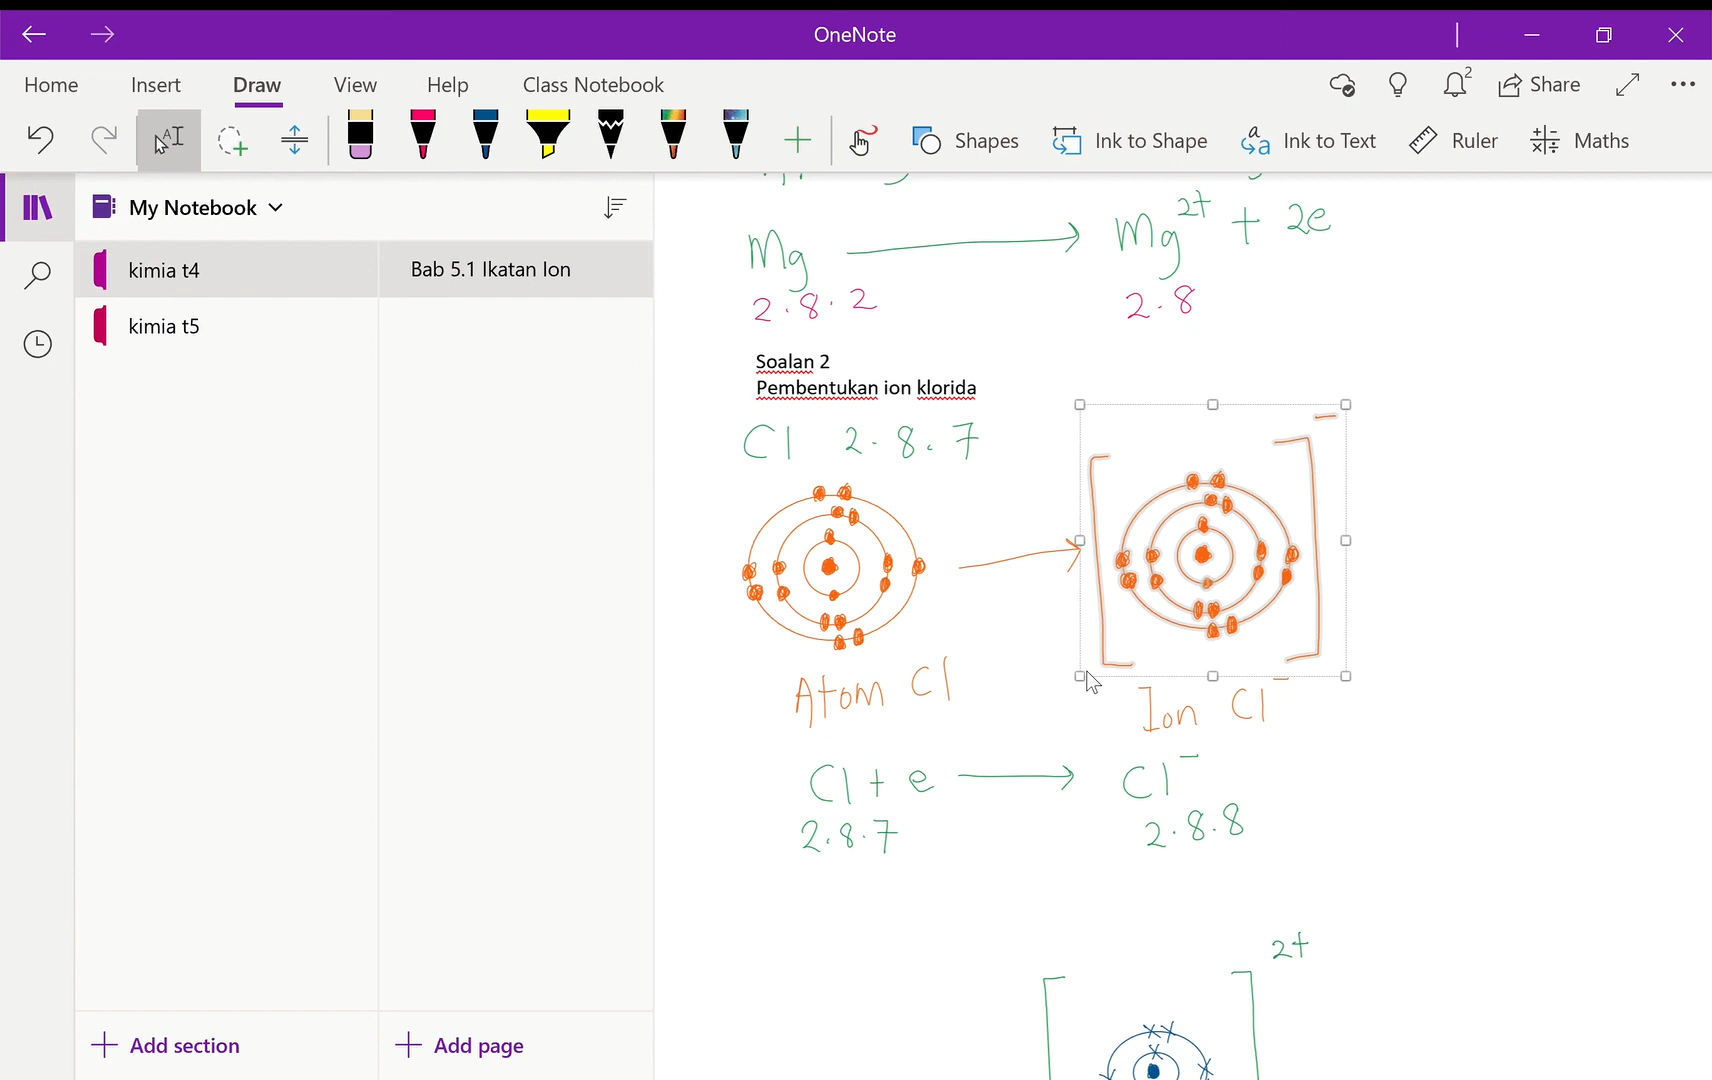 OneNote
Home Insert Draw View Help Class Notebook 2 Share
Shapes Ink to Shape Ink to Text Ruler Maths
My Notebook
kimia t4
Bab 5.1 Ikatan Ion
kimia t5
Mg → Mg²⁺ + 2e
2.8.2 2.8
Soalan 2
Pembentukan ion klorida
Cl 2.8.7
−
Atom Cl Ion Cl⁻
Cl + e → Cl⁻
2.8.7 2.8.8
2+
Add section Add page